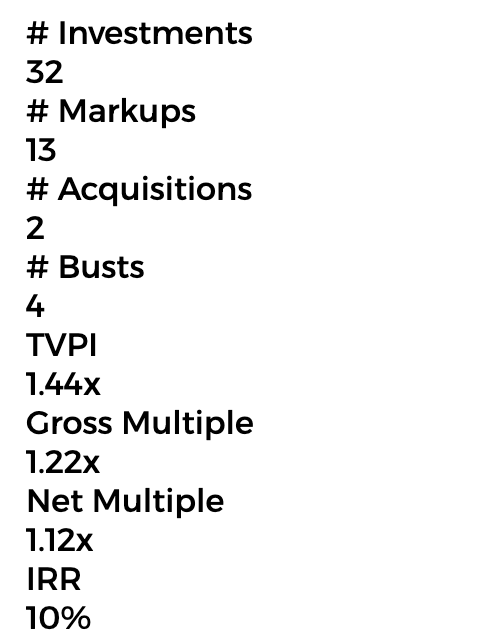 # Investments
32
# Markups
13
# Acquisitions
2
# Busts
4
TVPI
1.44x
Gross Multiple
1.22x
Net Multiple
1.12x
IRR
10%